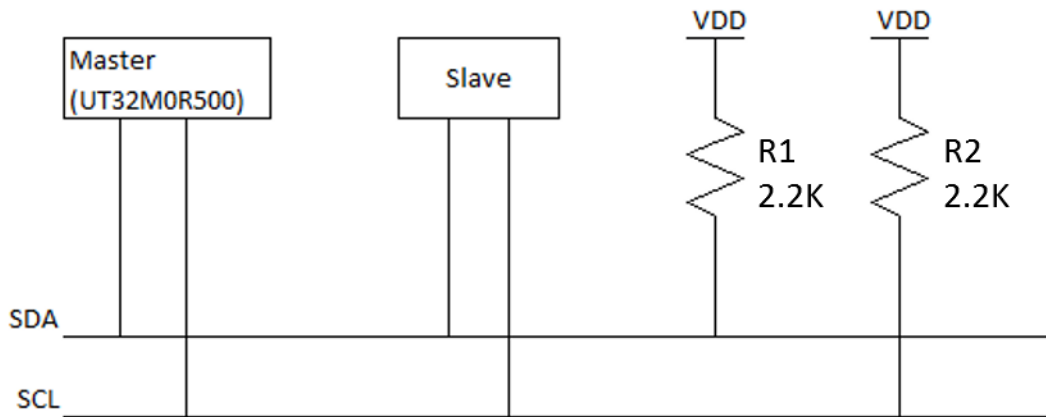 VDD
VDD
Master
(UT32M0R500)
Slave
R1
2.2K
R2
2.2K
SDA
SCL